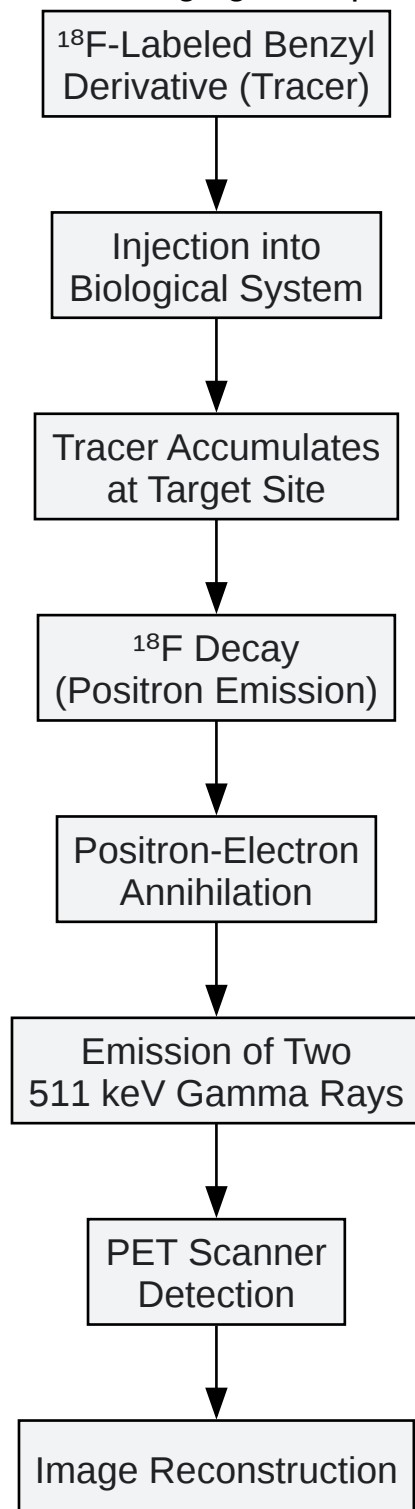 ¹⁸F-Labeled Benzyl
Derivative (Tracer)
Injection into
Biological System
Tracer Accumulates
at Target Site
¹⁸F Decay
(Positron Emission)
Positron-Electron
Annihilation
Emission of Two
511 keV Gamma Rays
PET Scanner
Detection
Image Reconstruction